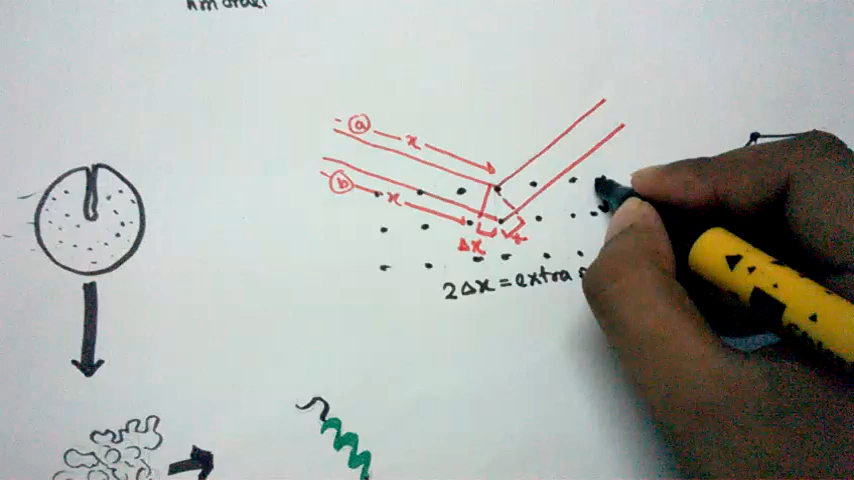 a x
b x
Δx x
2Δx = extra